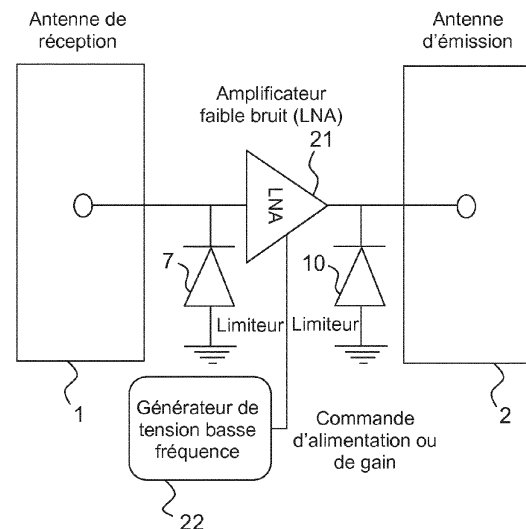 Antenne de
réception
Antenne
d'émission
Amplificateur
faible bruit (LNA)
21
LNA
7
10
Limiteur
Limiteur
1
2
Générateur de
tension basse
fréquence
22
Commande
d'alimentation ou
de gain